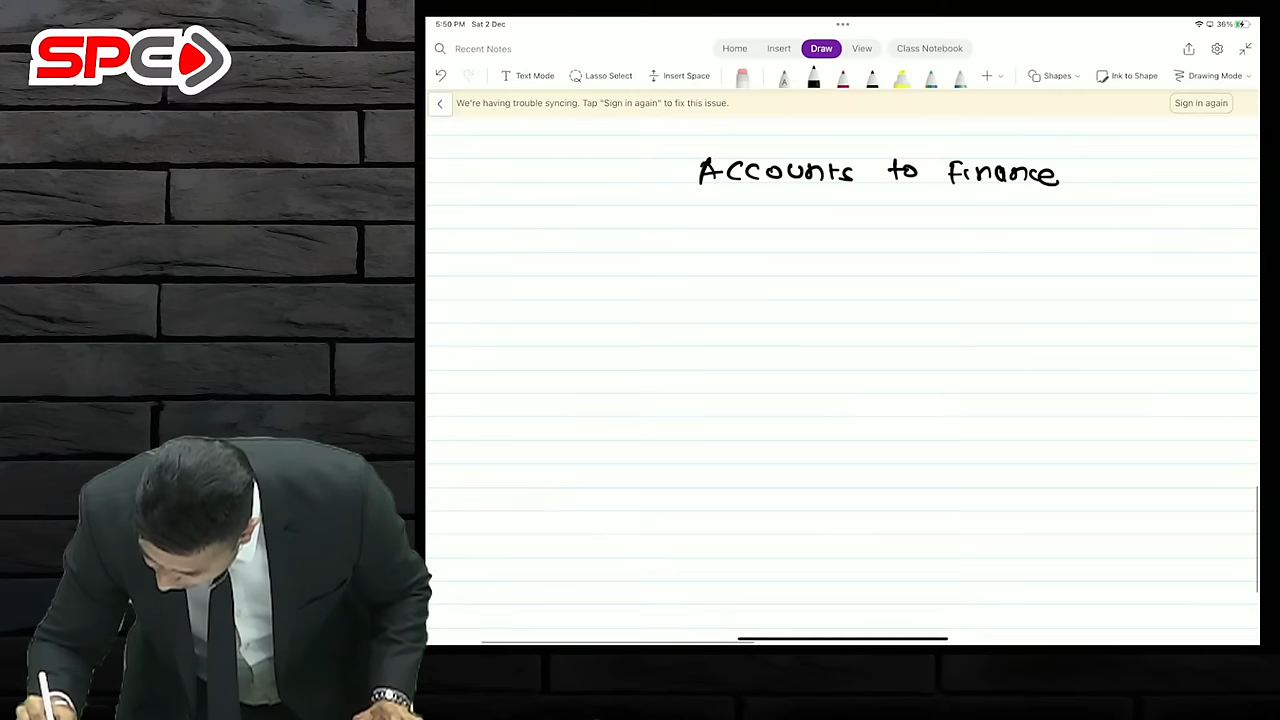 SPE
5:50 PM Sat 2 Dec
36%
Recent Notes
Home Insert Draw View Class Notebook
Text Mode Lasso Select Insert Space Shapes Ink to Shape Drawing Mode
We're having trouble syncing. Tap "Sign in again" to fix this issue. Sign in again
Accounts to Finance